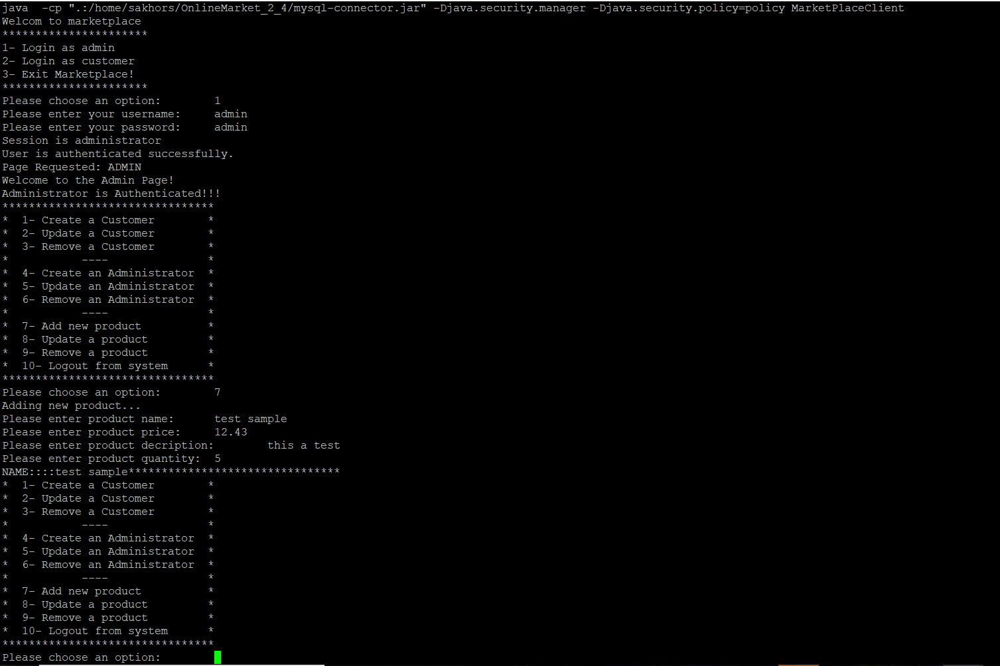 java  -cp ".:/home/sakhors/OnlineMarket_2_4/mysql-connector.jar" -Djava.security.manager -Djava.security.policy=policy MarketPlaceClient
Welcom to marketplace
**********************
1- Login as admin
2- Login as customer
3- Exit Marketplace!
**********************
Please choose an option:        1
Please enter your username:     admin
Please enter your password:     admin
Session is administrator
User is authenticated successfully.
Page Requested: ADMIN
Welcome to the Admin Page!
Administrator is Authenticated!!!
********************************
*  1- Create a Customer        *
*  2- Update a Customer        *
*  3- Remove a Customer        *
*           ----               *
*  4- Create an Administrator  *
*  5- Update an Administrator  *
*  6- Remove an Administrator  *
*           ----               *
*  7- Add new product          *
*  8- Update a product         *
*  9- Remove a product         *
*  10- Logout from system      *
********************************
Please choose an option:        7
Adding new product...
Please enter product name:      test sample
Please enter product price:     12.43
Please enter product decription:        this a test
Please enter product quantity:  5
NAME::::test sample********************************
*  1- Create a Customer        *
*  2- Update a Customer        *
*  3- Remove a Customer        *
*           ----               *
*  4- Create an Administrator  *
*  5- Update an Administrator  *
*  6- Remove an Administrator  *
*           ----               *
*  7- Add new product          *
*  8- Update a product         *
*  9- Remove a product         *
*  10- Logout from system      *
********************************
Please choose an option: